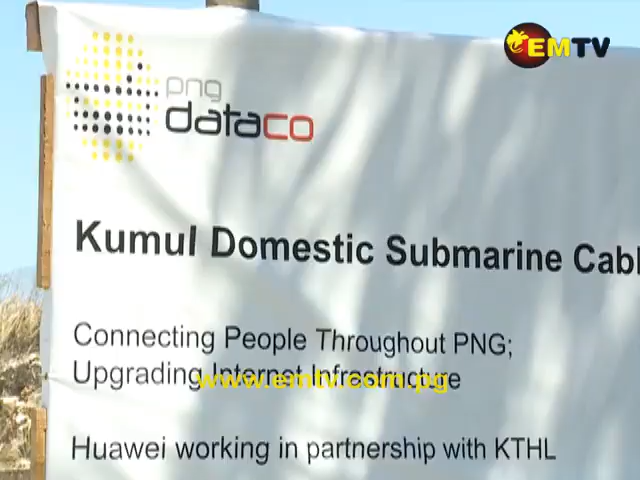 EMTV
png
dataco
Kumul Domestic Submarine Cabl
Connecting People Throughout PNG;
Upgrading Internet Infrastructure
www.emtv.com.pg
Huawei working in partnership with KTHL